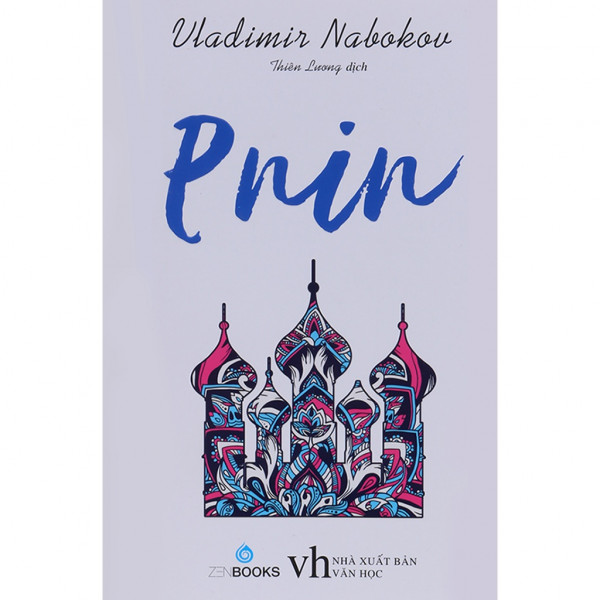 Vladimir Nabokov
Thiên Lương dịch
Pnin
ZENBOOKS
vh NHÀ XUẤT BẢN
VĂN HỌC